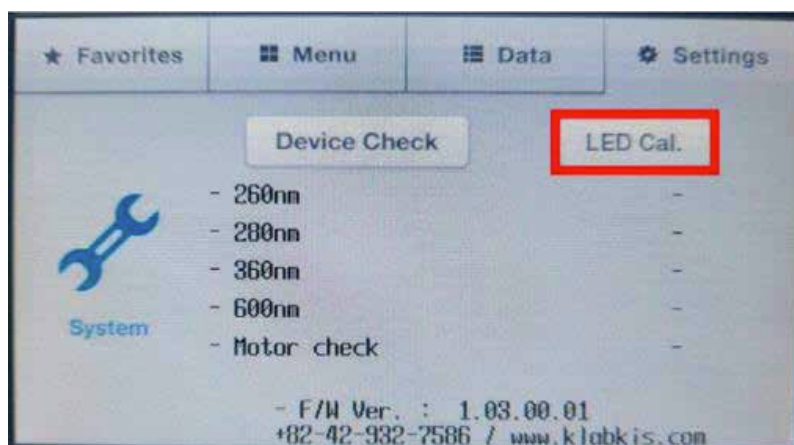 ★ Favorites Menu Data Settings
Device Check LED Cal.
- 260nm -
- 280nm -
- 360nm -
- 600nm -
System
- Motor check -
- F/W Ver. : 1.03.00.01
+82-42-932-7586 / www.klabkis.com